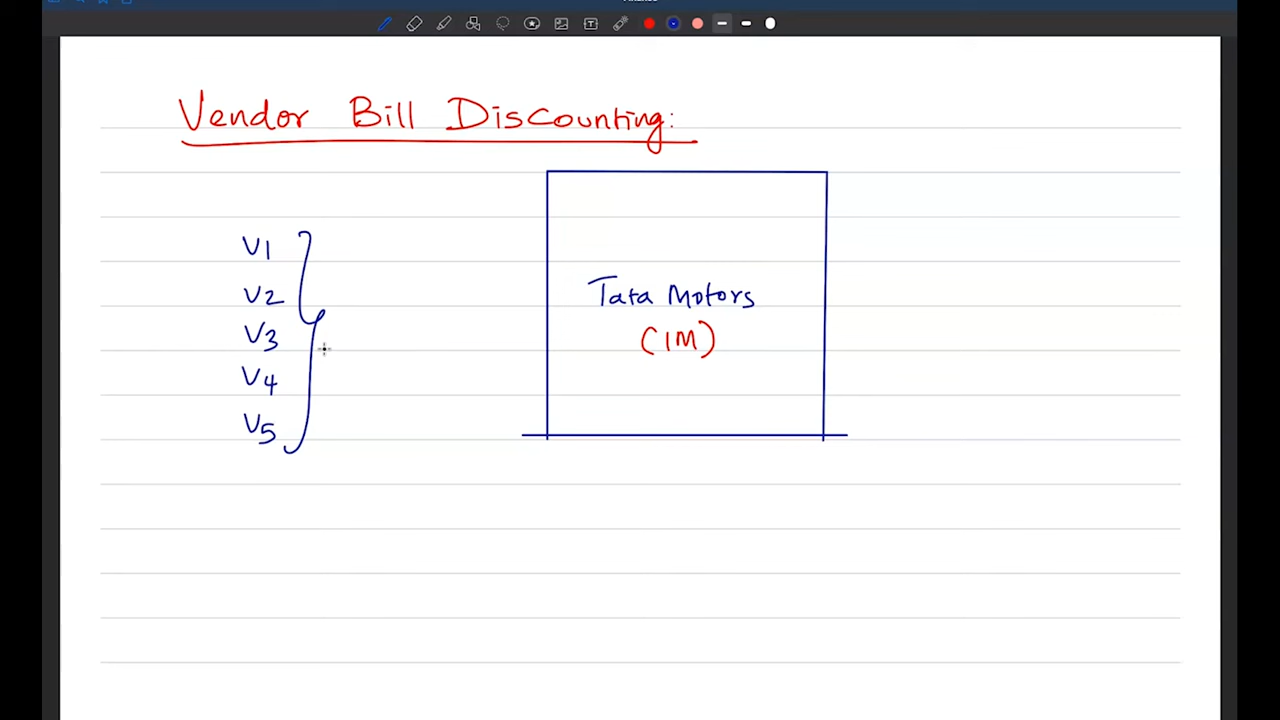 Vendor Bill Discounting:
V1
V2
V3
V4
V5
Tata Motors
(1M)